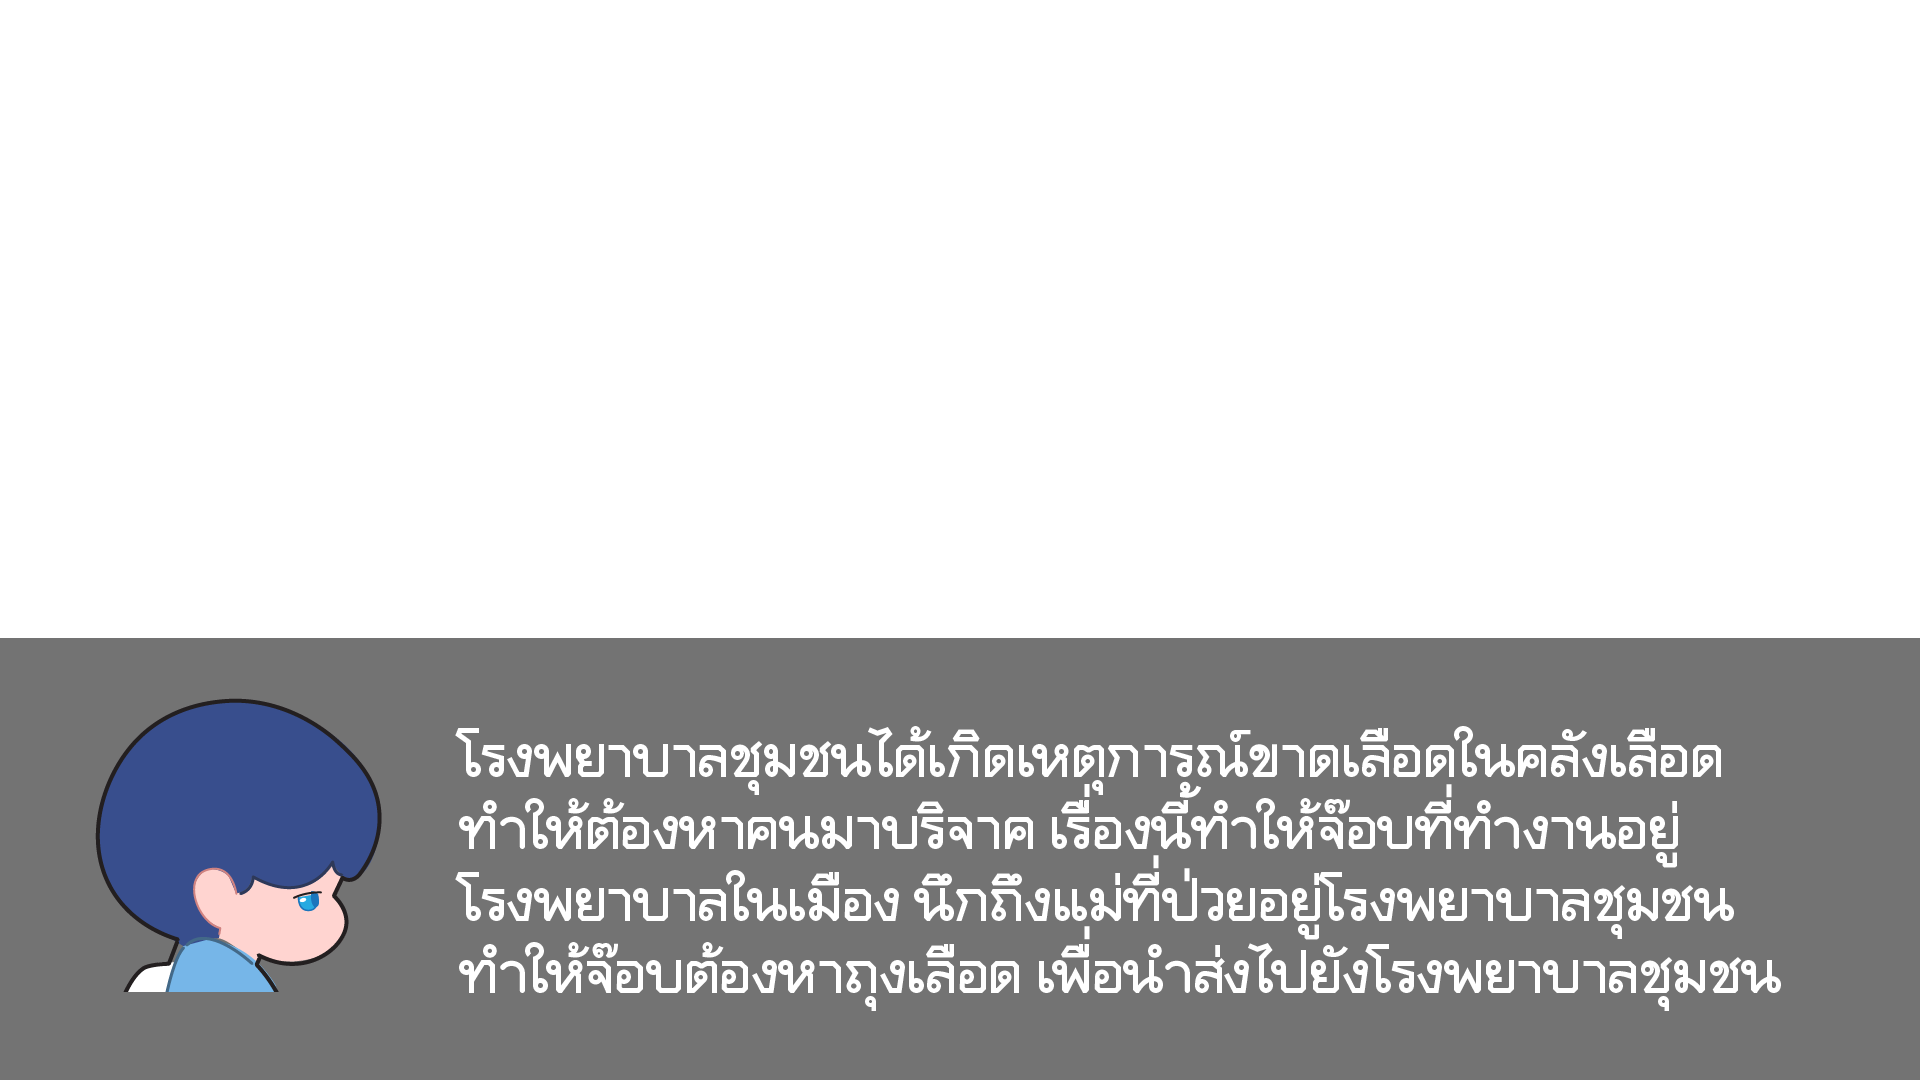 โรงพยาบาลชุมชนได้เกิดเหตุการณ์ขาดเลือดในคลังเลือด
ทำให้ต้องหาคนมาบริจาค เรื่องนี้ทำให้จ๊อบที่ทำงานอยู่
โรงพยาบาลในเมือง นึกถึงแม่ที่ป่วยอยู่โรงพยาบาลชุมชน
ทำให้จ๊อบต้องหาถุงเลือด เพื่อนำส่งไปยังโรงพยาบาลชุมชน